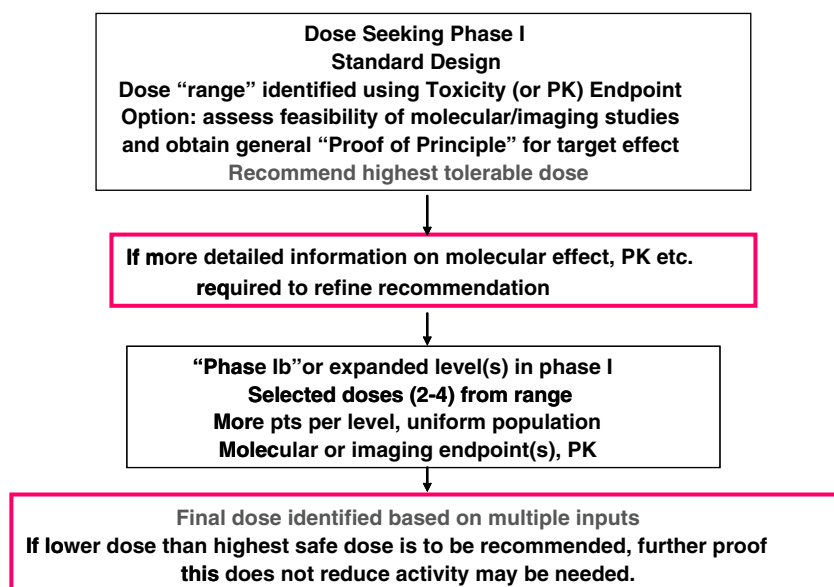 Dose Seeking Phase I
Standard Design
Dose “range” identified using Toxicity (or PK) Endpoint
Option: assess feasibility of molecular/imaging studies
and obtain general “Proof of Principle” for target effect
Recommend highest tolerable dose
If more detailed information on molecular effect, PK etc.
required to refine recommendation
“Phase Ib”or expanded level(s) in phase I
Selected doses (2-4) from range
More pts per level, uniform population
Molecular or imaging endpoint(s), PK
Final dose identified based on multiple inputs
If lower dose than highest safe dose is to be recommended, further proof
this does not reduce activity may be needed.